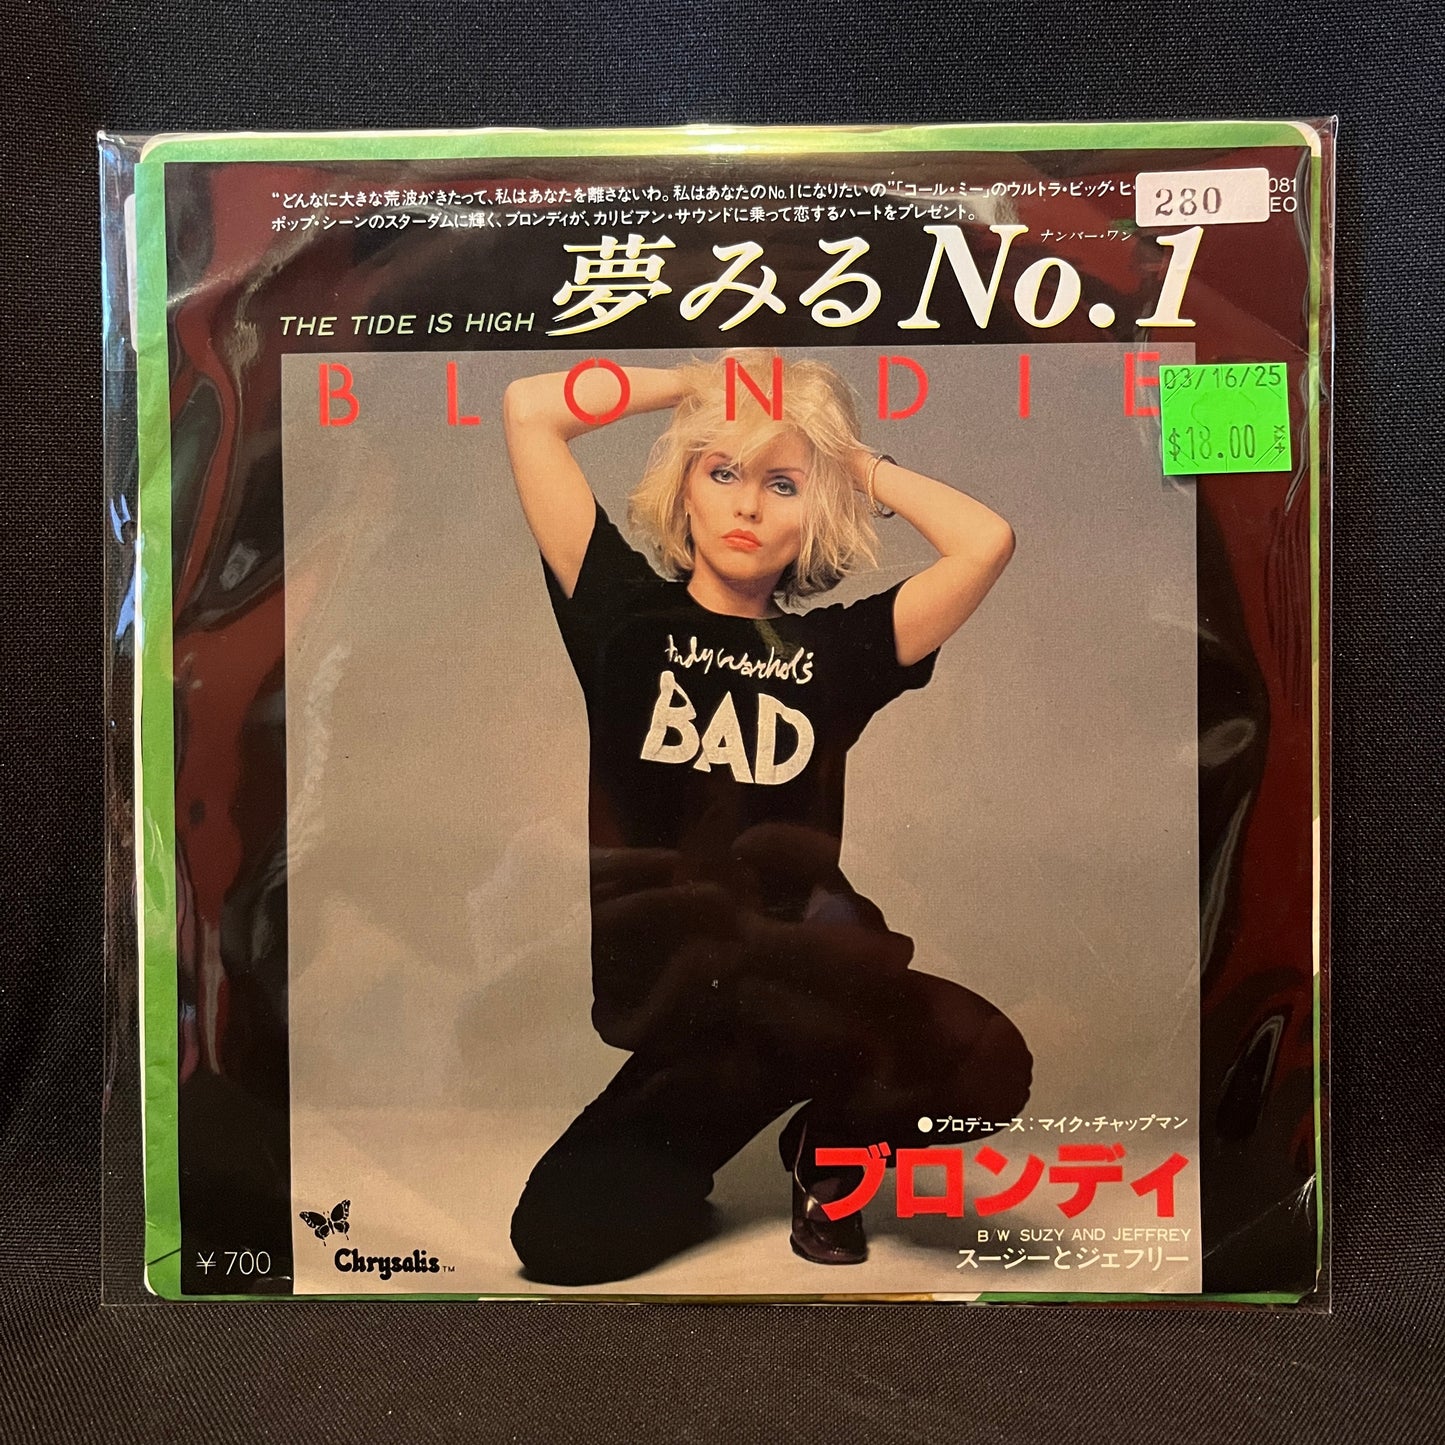 “どんなに大きな荒波がきたって、私はあなたを離さないわ。私はあなたのNo.1になりたいの”「コール・ミー」のウルトラ・ビッグ・ヒ
ポップ・シーンのスターダムに輝く、ブロンディが、カリビアン・サウンドに乗って恋するハートをプレゼント。
280
081
EO
ナンバー・ワン
THE TIDE IS HIGH 夢みるNo.1
BLONDIE
03/16/25
$18.00 +TX
Andy Warhol's
BAD
●プロデュース:マイク・チャップマン
ブロンディ
B/W SUZY AND JEFFREY
スージーとジェフリー
¥700
Chrysalis TM